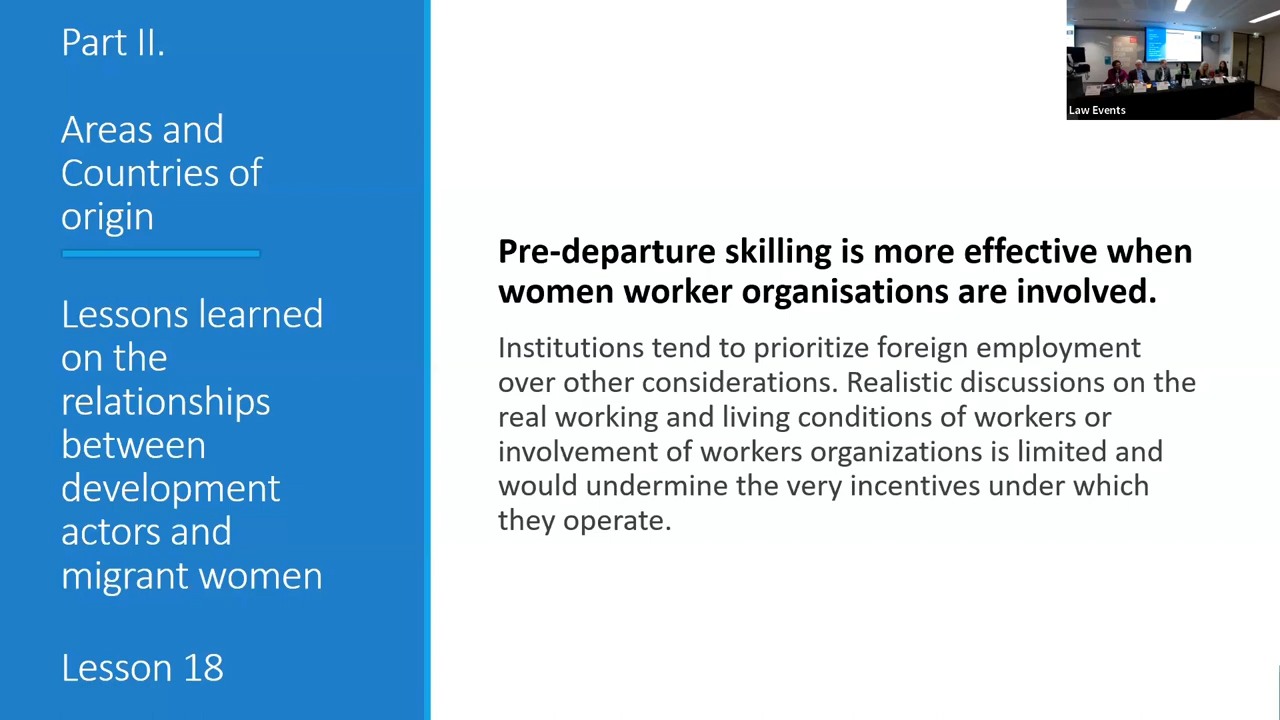 Part II.
Areas and
Countries of
origin
Lessons learned
on the
relationships
between
development
actors and
migrant women
Lesson 18
Pre-departure skilling is more effective when
women worker organisations are involved.
Institutions tend to prioritize foreign employment
over other considerations. Realistic discussions on the
real working and living conditions of workers or
involvement of workers organizations is limited and
would undermine the very incentives under which
they operate.
Law Events